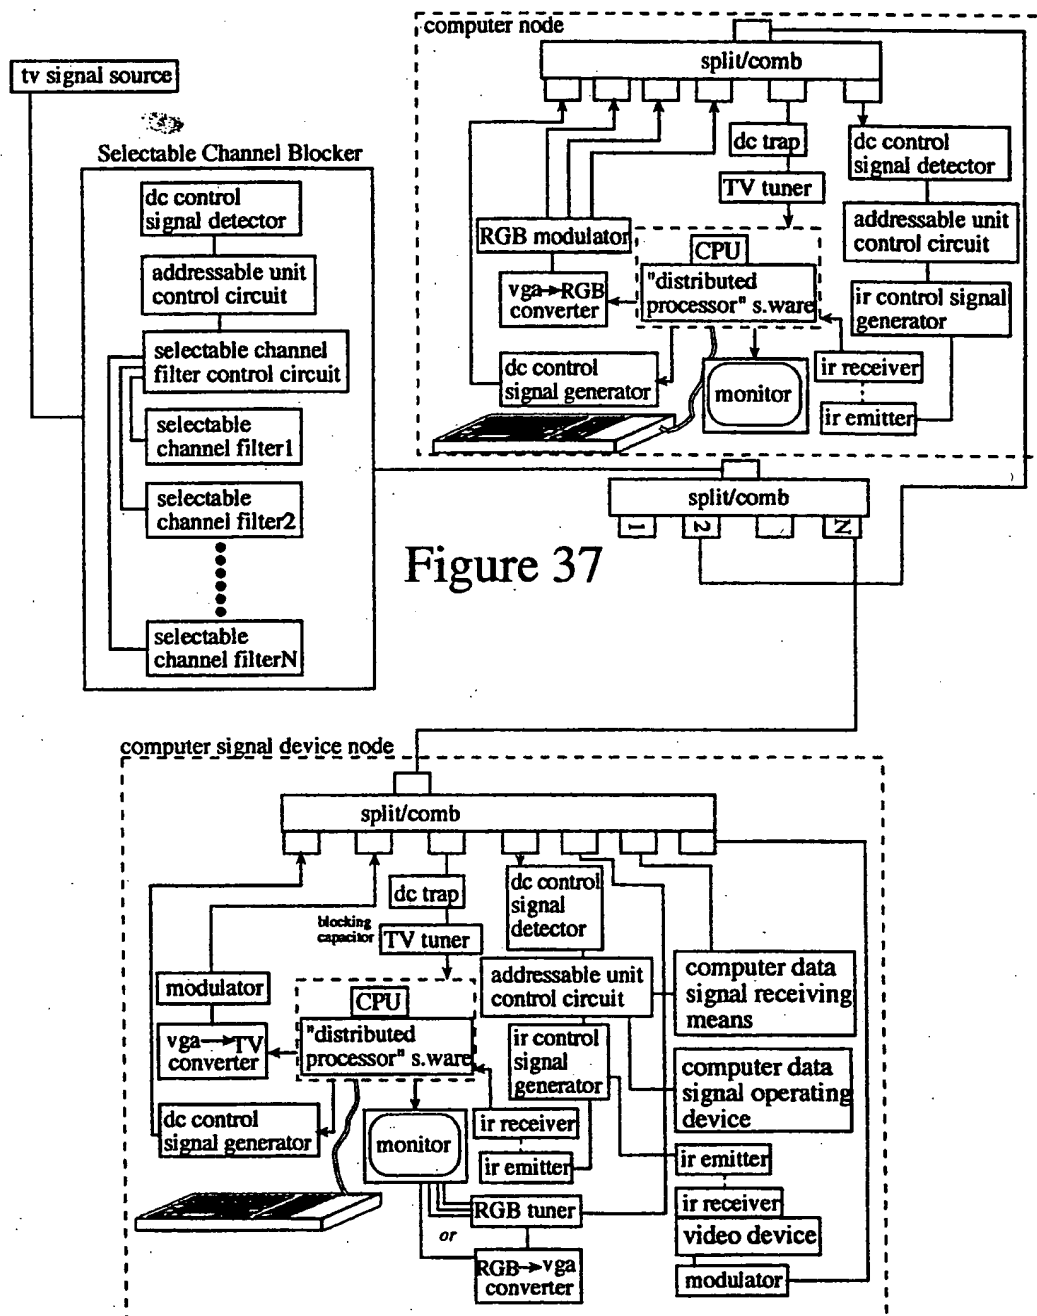 computer node
split/comb
tv signal source
dc trap
dc control
signal detector
TV tuner
Selectable Channel Blocker
dc control
signal detector
RGB modulator
CPU
addressable unit
control circuit
addressable unit
control circuit
vga→RGB
converter
"distributed
processor" s.ware
ir control signal
generator
selectable channel
filter control circuit
dc control
signal generator
monitor
ir receiver
ir emitter
selectable
channel filter1
split/comb
selectable
channel filter2
1
2
N
Figure 37
selectable
channel filterN
computer signal device node
split/comb
dc trap
dc control
signal
detector
blocking
capacitor
TV tuner
modulator
CPU
addressable unit
control circuit
computer data
signal receiving
means
vga→TV
converter
"distributed
processor" s.ware
ir control
signal
generator
computer data
signal operating
device
dc control
signal generator
monitor
ir receiver
ir emitter
ir emitter
ir receiver
RGB tuner
video device
or
RGB→vga
converter
modulator